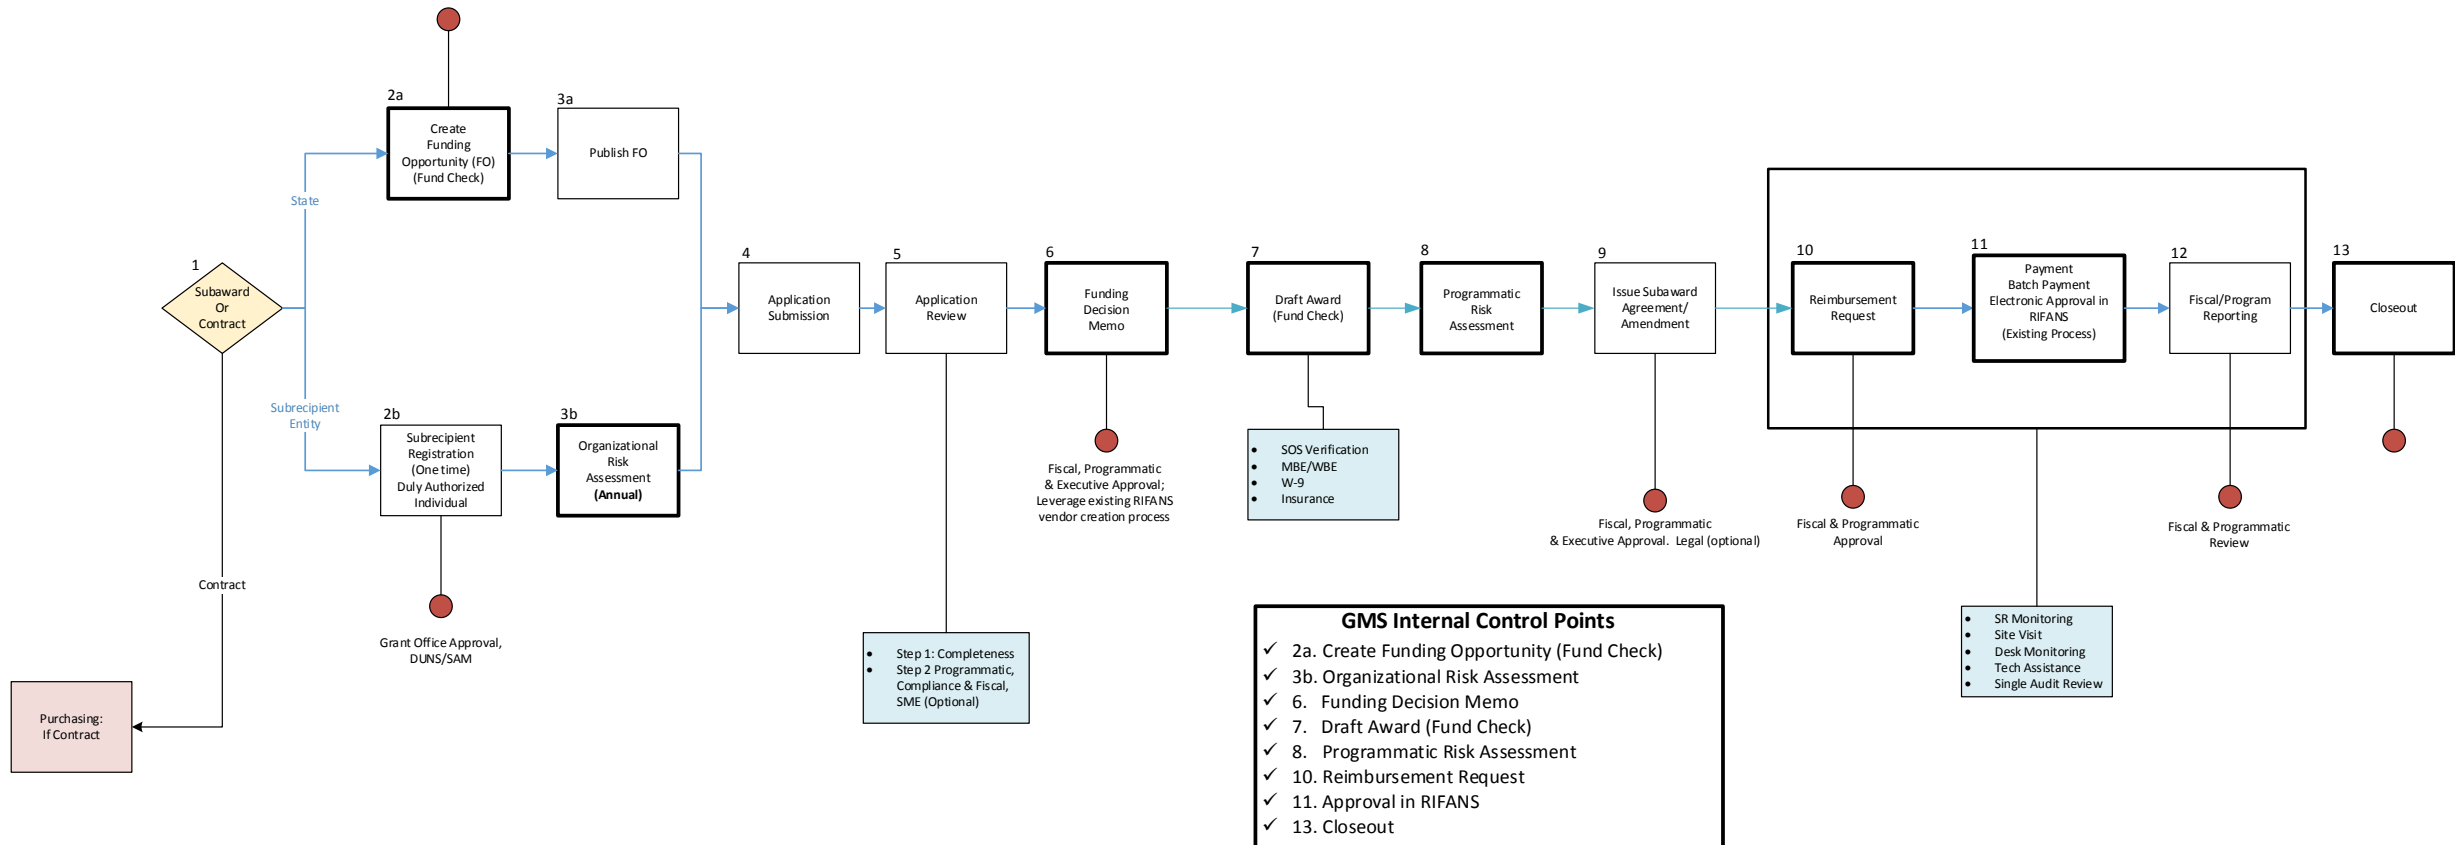 1
Subaward
Or
Contract
State
Subrecipient
Entity
Contract
Purchasing:
If Contract
2a
Create
Funding
Opportunity (FO)
(Fund Check)
3a
Publish FO
2b
Subrecipient
Registration
(One time)
Duly Authorized
Individual
Grant Office Approval,
DUNS/SAM
3b
Organizational
Risk
Assessment
(Annual)
4
Application
Submission
5
Application
Review
• Step 1: Completeness
• Step 2 Programmatic,
Compliance & Fiscal,
SME (Optional)
6
Funding
Decision
Memo
Fiscal, Programmatic
& Executive Approval;
Leverage existing RIFANS
vendor creation process
7
Draft Award
(Fund Check)
• SOS Verification
• MBE/WBE
• W-9
• Insurance
8
Programmatic
Risk
Assessment
9
Issue Subaward
Agreement/
Amendment
Fiscal, Programmatic
& Executive Approval. Legal (optional)
10
Reimbursement
Request
Fiscal & Programmatic
Approval
11
Payment
Batch Payment
Electronic Approval in
RIFANS
(Existing Process)
12
Fiscal/Program
Reporting
Fiscal & Programmatic
Review
• SR Monitoring
• Site Visit
• Desk Monitoring
• Tech Assistance
• Single Audit Review
13
Closeout
GMS Internal Control Points
✓ 2a. Create Funding Opportunity (Fund Check)
✓ 3b. Organizational Risk Assessment
✓ 6. Funding Decision Memo
✓ 7. Draft Award (Fund Check)
✓ 8. Programmatic Risk Assessment
✓ 10. Reimbursement Request
✓ 11. Approval in RIFANS
✓ 13. Closeout